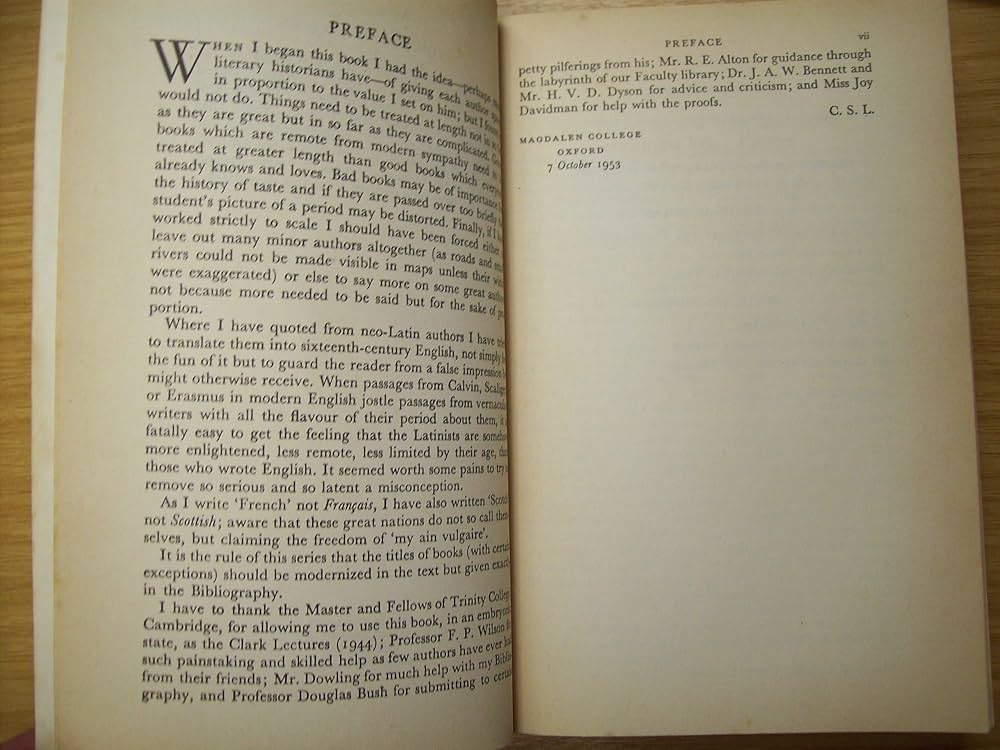 PREFACE
WHEN I began this book I had the idea—perhaps
literary historians have—of giving each author space
in proportion to the value I set on him; but I found
would not do. Things need to be treated at length not in so
as they are great but in so far as they are complicated.
books which are remote from modern sympathy need to
treated at greater length than good books which everyone
already knows and loves. Bad books may be of importance
the history of taste and if they are passed over too briefly
student's picture of a period may be distorted. Finally, if I
worked strictly to scale I should have been forced either
leave out many minor authors altogether (as roads and
rivers could not be made visible in maps unless their
were exaggerated) or else to say more on some great
not because more needed to be said but for the sake of
portion.
Where I have quoted from neo-Latin authors I have
to translate them into sixteenth-century English, not simply
the fun of it but to guard the reader from a false impression
might otherwise receive. When passages from Calvin, Scalig
or Erasmus in modern English jostle passages from vernacul
writers with all the flavour of their period about them, it
fatally easy to get the feeling that the Latinists are someho
more enlightened, less remote, less limited by their age, tha
those who wrote English. It seemed worth some pains to try
remove so serious and so latent a misconception.
As I write 'French' not Français, I have also written 'Scotc
not Scottish; aware that these great nations do not so call them-
selves, but claiming the freedom of 'my ain vulgaire'.
It is the rule of this series that the titles of books (with certai
exceptions) should be modernized in the text but given exact
in the Bibliography.
I have to thank the Master and Fellows of Trinity College
Cambridge, for allowing me to use this book, in an embryo
state, as the Clark Lectures (1944); Professor F. P. Wilson
such painstaking and skilled help as few authors have ever
from their friends; Mr. Dowling for much help with my Biblio
graphy, and Professor Douglas Bush for submitting to certai
PREFACE vii
petty pilferings from his; Mr. R. E. Alton for guidance through
the labyrinth of our Faculty library; Dr. J. A. W. Bennett and
Mr. H. V. D. Dyson for advice and criticism; and Miss Joy
Davidman for help with the proofs.
C. S. L.
MAGDALEN COLLEGE
OXFORD
7 October 1953